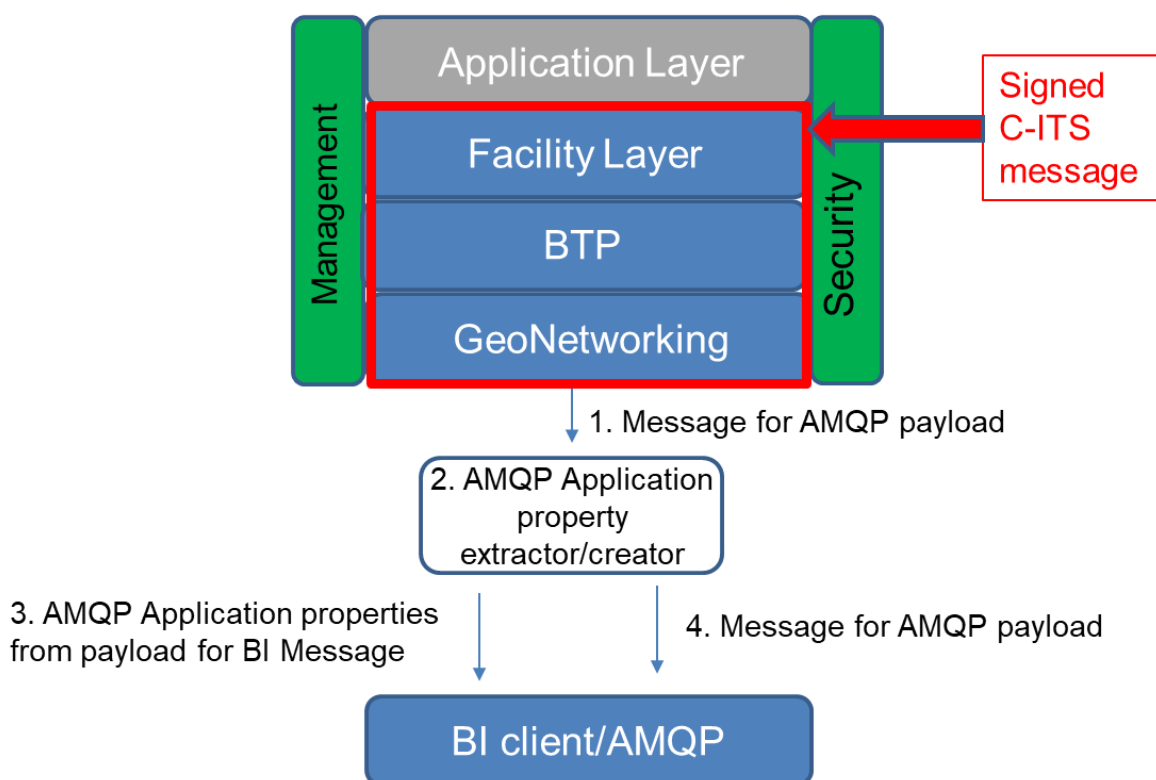 Application Layer
Management
Facility Layer
BTP
GeoNetworking
Security
Signed
C-ITS
message
1. Message for AMQP payload
2. AMQP Application
property
extractor/creator
3. AMQP Application properties
from payload for BI Message
4. Message for AMQP payload
BI client/AMQP